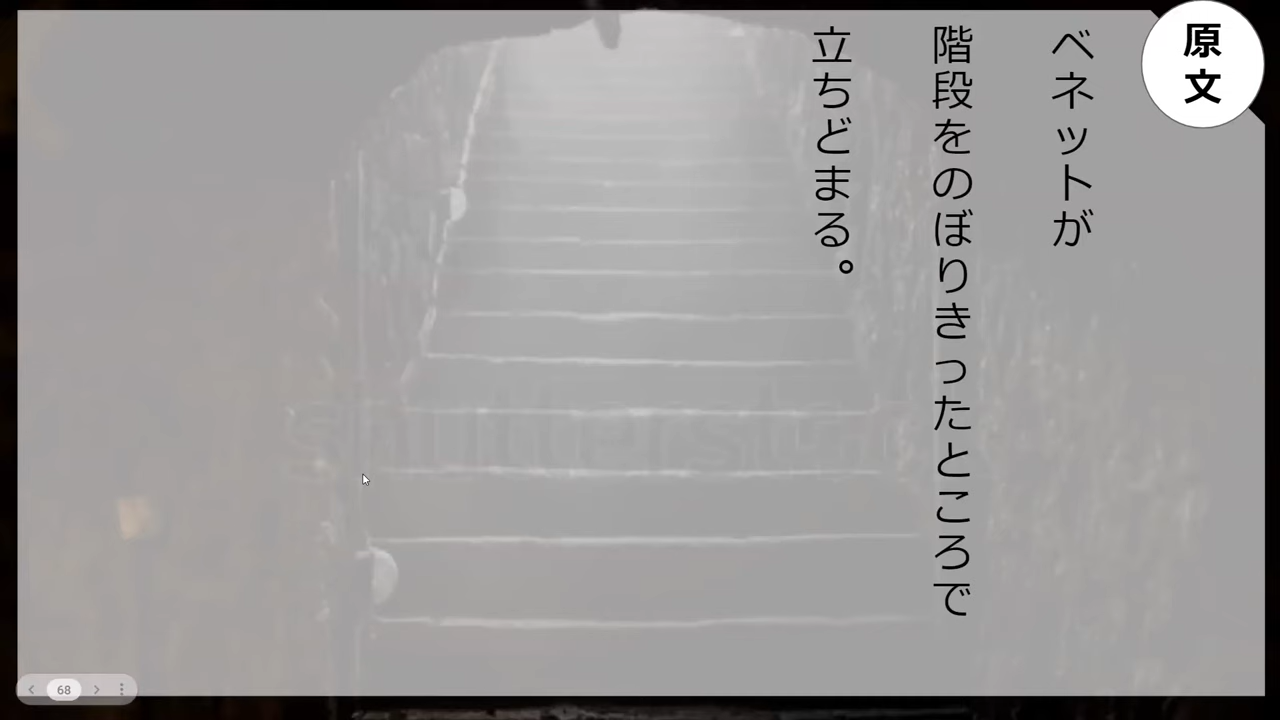 原文
ベネットが
階段をのぼりきったところで
立ちどまる。
68